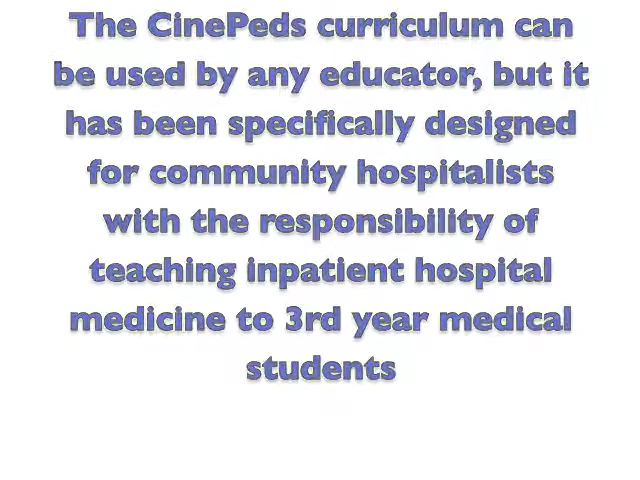 The CinePeds curriculum can
be used by any educator, but it
has been specifically designed
for community hospitalists
with the responsibility of
teaching inpatient hospital
medicine to 3rd year medical
students